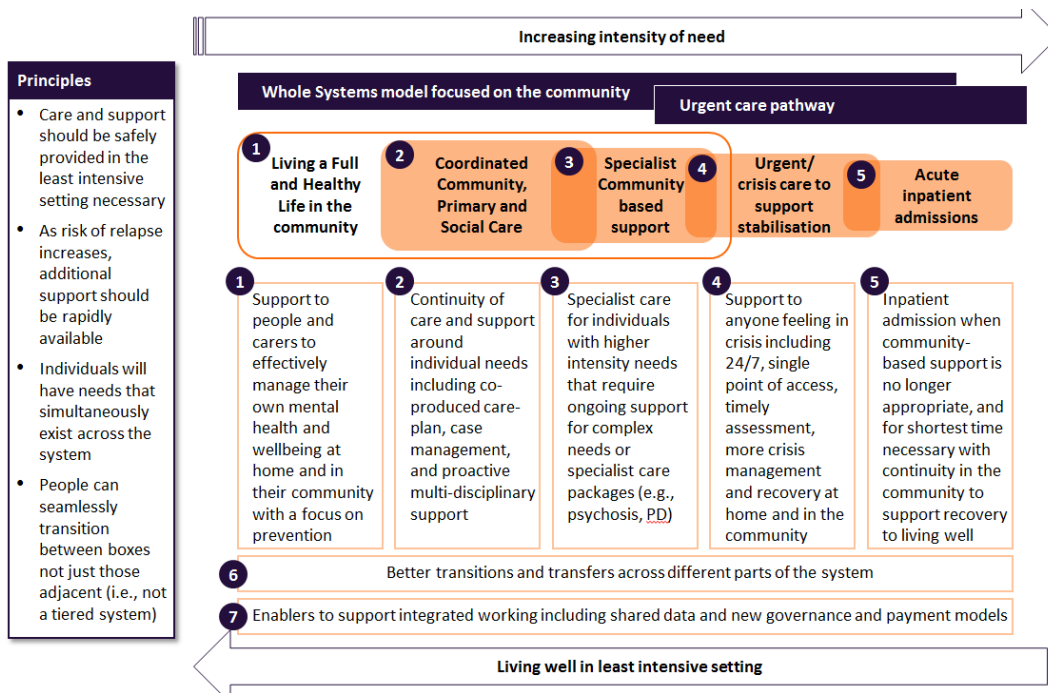 Increasing intensity of need
Principles
• Care and support
should be safely
provided in the
least intensive
setting necessary
• As risk of relapse
increases,
additional
support should
be rapidly
available
• Individuals will
have needs that
simultaneously
exist across the
system
• People can
seamlessly
transition
between boxes
not just those
adjacent (i.e., not
a tiered system)
Whole Systems model focused on the community
Urgent care pathway
1
Living a Full
and Healthy
Life in the
community
2
Coordinated
Community,
Primary and
Social Care
3
Specialist
Community
based
support
4
Urgent/
crisis care to
support
stabilisation
5
Acute
inpatient
admissions
1
Support to
people and
carers to
effectively
manage their
own mental
health and
wellbeing at
home and in
their community
with a focus on
prevention
2
Continuity of
care and support
around
individual needs
including co-
produced care-
plan, case
management,
and proactive
multi-disciplinary
support
3
Specialist care
for individuals
with higher
intensity needs
that require
ongoing support
for complex
needs or
specialist care
packages (e.g.,
psychosis, PD)
4
Support to
anyone feeling in
crisis including
24/7, single
point of access,
timely
assessment,
more crisis
management
and recovery at
home and in the
community
5
Inpatient
admission when
community-
based support is
no longer
appropriate, and
for shortest time
necessary with
continuity in the
community to
support recovery
to living well
6
Better transitions and transfers across different parts of the system
7
Enablers to support integrated working including shared data and new governance and payment models
Living well in least intensive setting